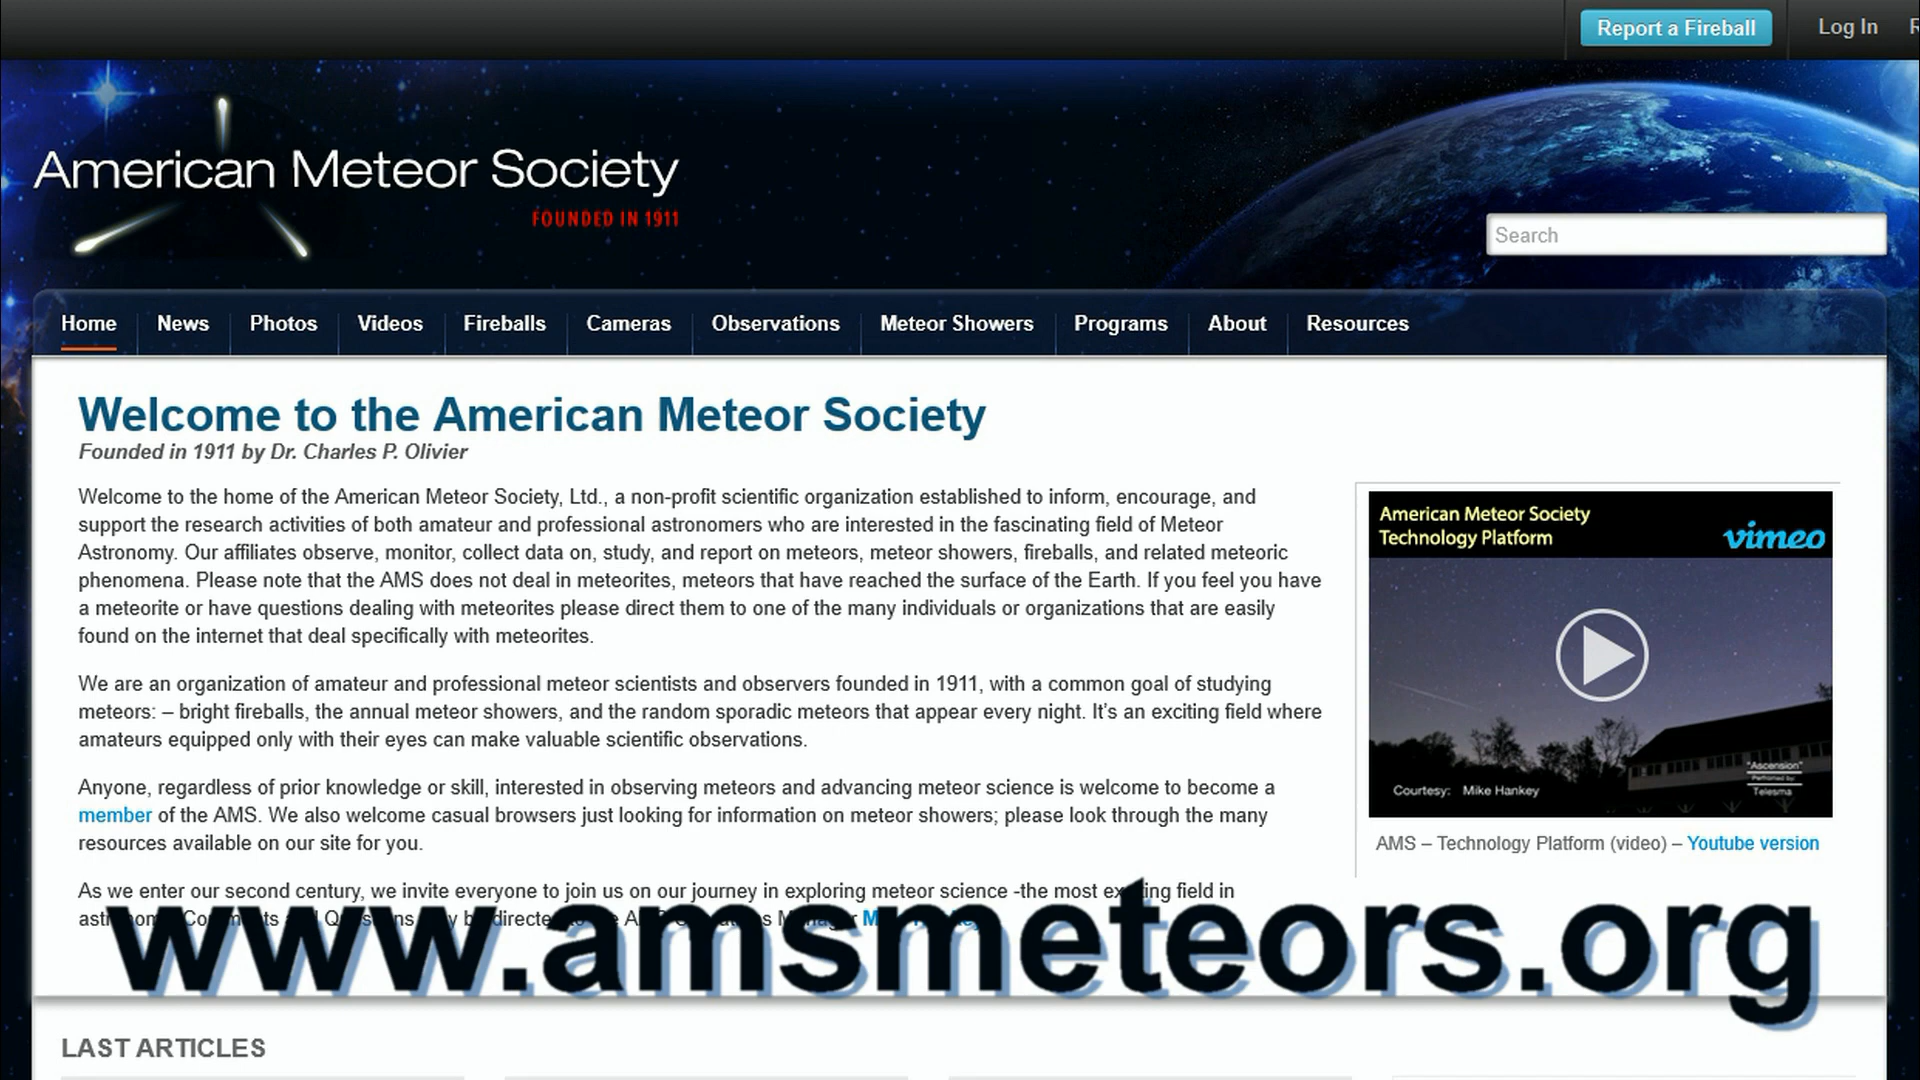 Report a Fireball
Log In
American Meteor Society
FOUNDED IN 1911
Search
Home
News
Photos
Videos
Fireballs
Cameras
Observations
Meteor Showers
Programs
About
Resources
Welcome to the American Meteor Society
Founded in 1911 by Dr. Charles P. Olivier
Welcome to the home of the American Meteor Society, Ltd., a non-profit scientific organization established to inform, encourage, and
support the research activities of both amateur and professional astronomers who are interested in the fascinating field of Meteor
Astronomy. Our affiliates observe, monitor, collect data on, study, and report on meteors, meteor showers, fireballs, and related meteoric
phenomena. Please note that the AMS does not deal in meteorites, meteors that have reached the surface of the Earth. If you feel you have
a meteorite or have questions dealing with meteorites please direct them to one of the many individuals or organizations that are easily
found on the internet that deal specifically with meteorites.
We are an organization of amateur and professional meteor scientists and observers founded in 1911, with a common goal of studying
meteors: – bright fireballs, the annual meteor showers, and the random sporadic meteors that appear every night. It's an exciting field where
amateurs equipped only with their eyes can make valuable scientific observations.
Anyone, regardless of prior knowledge or skill, interested in observing meteors and advancing meteor science is welcome to become a
member of the AMS. We also welcome casual browsers just looking for information on meteor showers; please look through the many
resources available on our site for you.
As we enter our second century, we invite everyone to join us on our journey in exploring meteor science -the most exciting field in
American Meteor Society
Technology Platform
vimeo
"Ascension"
Performed by:
Telesma
Courtesy: Mike Hankey
AMS – Technology Platform (video) – Youtube version
www.amsmeteors.org
LAST ARTICLES